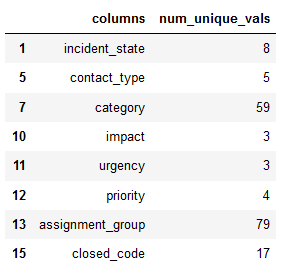 columns num_unique_vals
1 incident_state 8
5 contact_type 5
7 category 59
10 impact 3
11 urgency 3
12 priority 4
13 assignment_group 79
15 closed_code 17